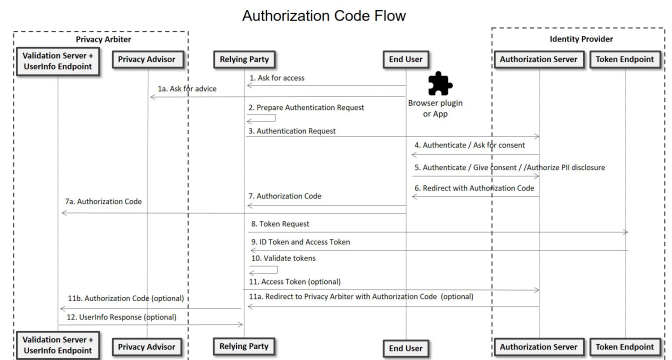 Authorization Code Flow
Privacy Arbiter
Identity Provider
Validation Server +
UserInfo Endpoint
Privacy Advisor
Relying Party
End User
Authorization Server
Token Endpoint
1. Ask for access
1a. Ask for advice
Browser plugin
or App
2. Prepare Authentication Request
3. Authentication Request
4. Authenticate / Ask for consent
5. Authenticate / Give consent / /Authorize PII disclosure
6. Redirect with Authorization Code
7. Authorization Code
7a. Authorization Code
8. Token Request
9. ID Token and Access Token
10. Validate tokens
11. Access Token (optional)
11a. Redirect to Privacy Arbiter with Authorization Code (optional)
11b. Authorization Code (optional)
12. UserInfo Response (optional)
Validation Server +
UserInfo Endpoint
Privacy Advisor
Relying Party
End User
Authorization Server
Token Endpoint